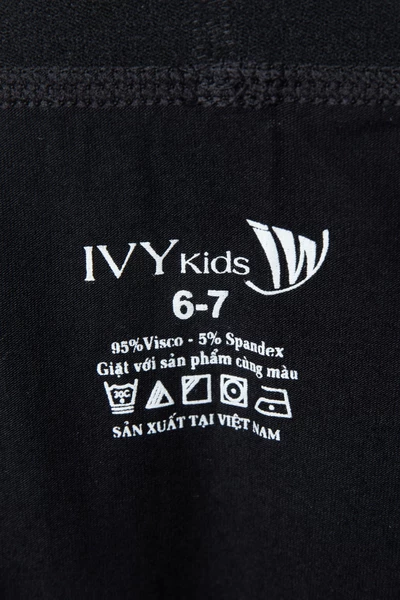 IVY Kids
6-7
95%Visco - 5% Spandex
Giặt với sản phẩm cùng màu
30C
SẢN XUẤT TẠI VIỆT NAM